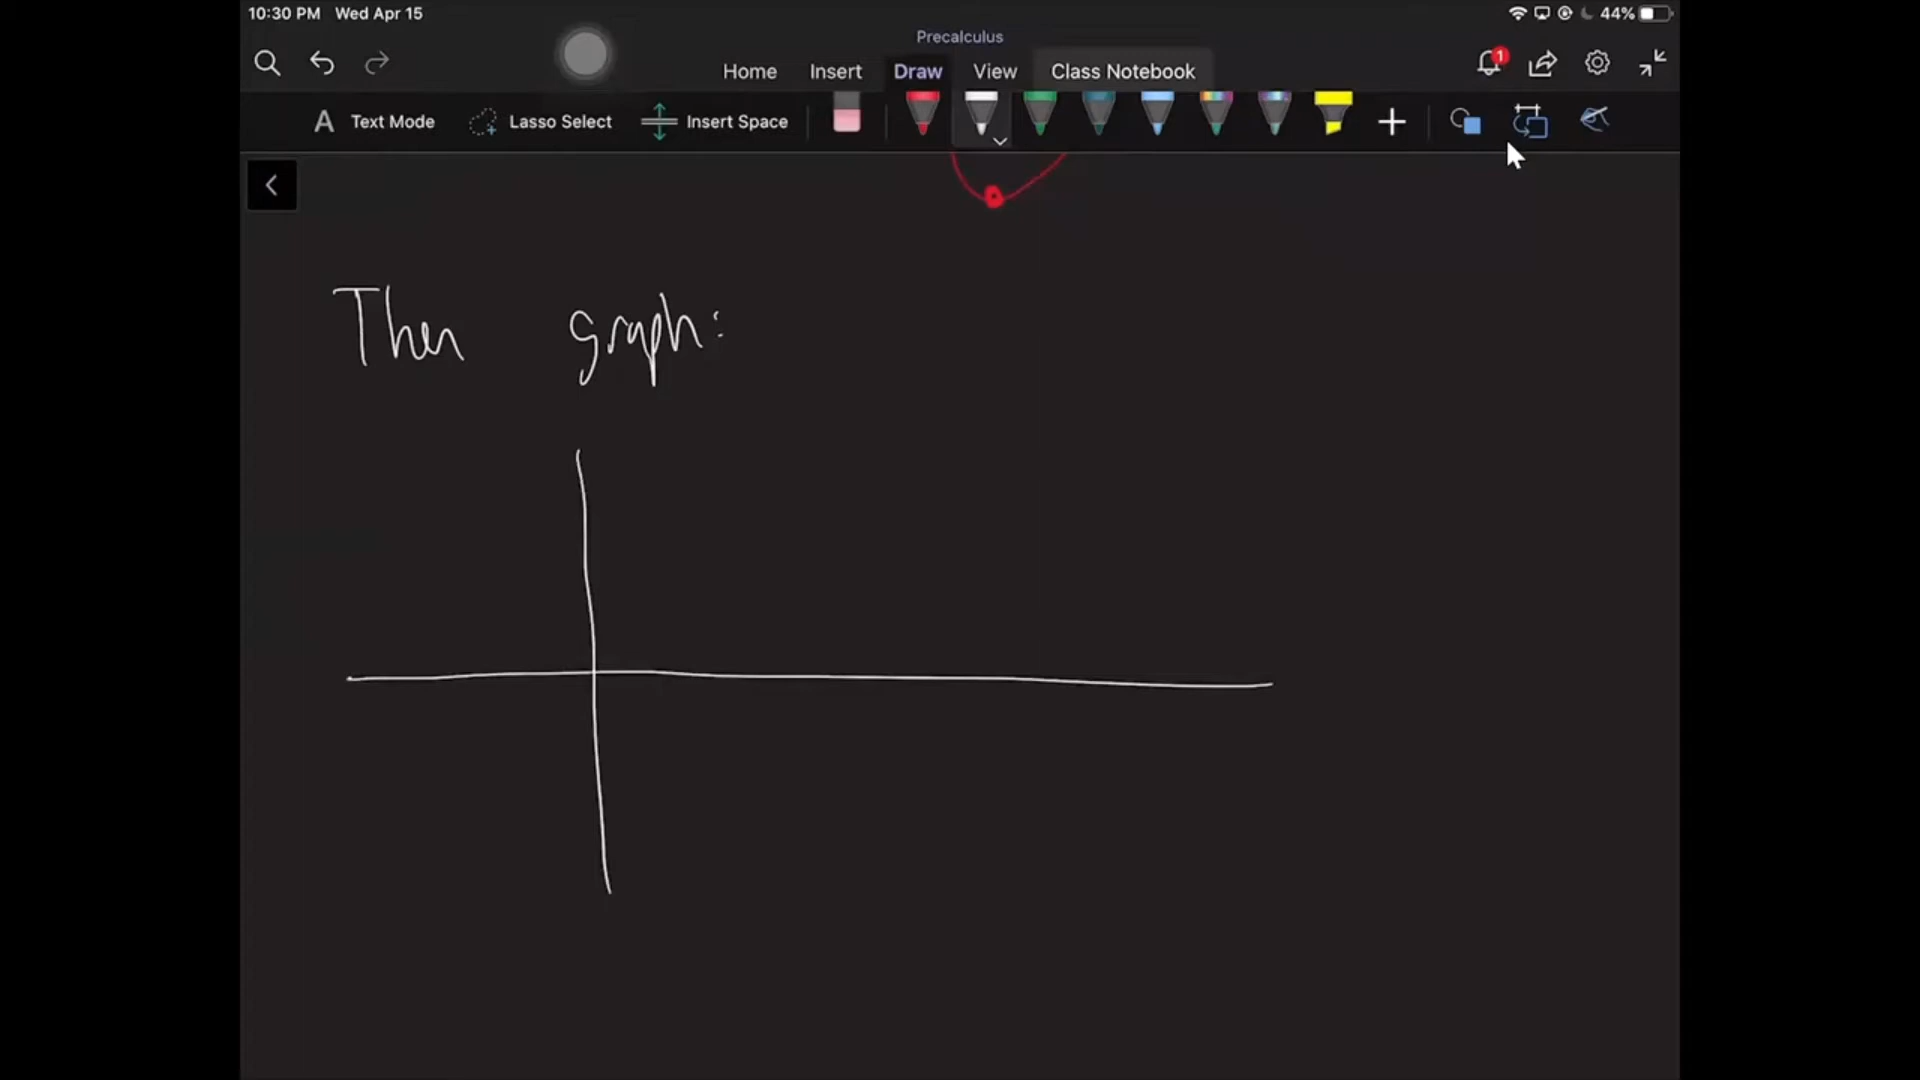 10:30 PM Wed Apr 15 44%
Precalculus
1
Home Insert Draw View Class Notebook
A Text Mode Lasso Select Insert Space
Then graph: